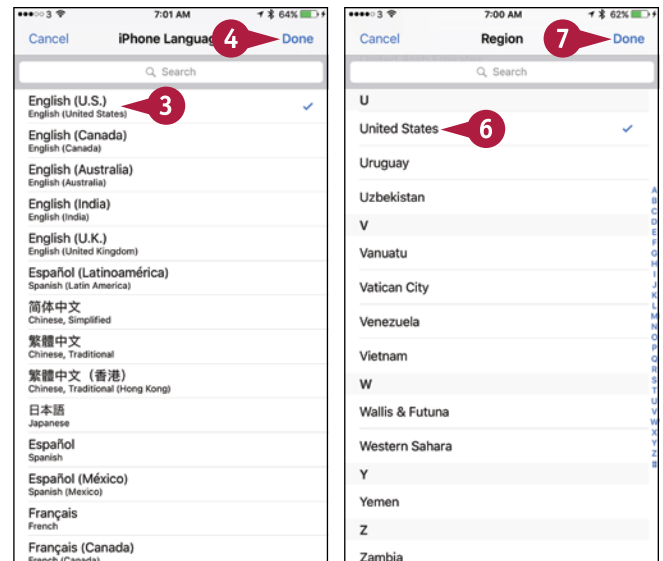 3 7:01 AM 64%
Cancel iPhone Languag 4 Done
Search
English (U.S.) 3
English (United States)
English (Canada)
English (Canada)
English (Australia)
English (Australia)
English (India)
English (India)
English (U.K.)
English (United Kingdom)
Español (Latinoamérica)
Spanish (Latin America)
简体中文
Chinese, Simplified
繁體中文
Chinese, Traditional
繁體中文（香港）
Chinese, Traditional (Hong Kong)
日本語
Japanese
Español
Spanish
Español (México)
Spanish (Mexico)
Français
French
Français (Canada)
French (Canada)
3 7:00 AM 62%
Cancel Region 7 Done
Search
U
United States 6
Uruguay
Uzbekistan
V
Vanuatu
Vatican City
Venezuela
Vietnam
W
Wallis & Futuna
Western Sahara
Y
Yemen
Z
Zambia
A
B
C
D
E
F
G
H
I
J
K
L
M
N
O
P
Q
R
S
T
U
V
W
X
Y
Z
#